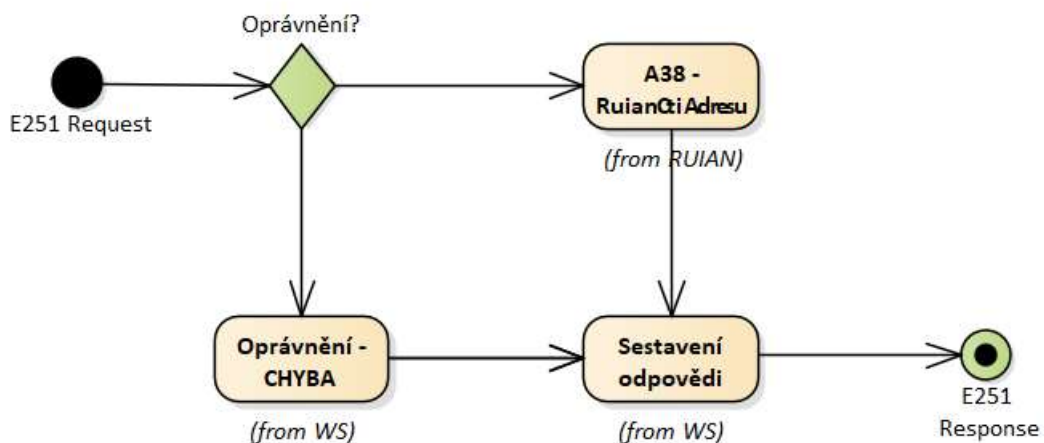 Oprávnění?
E251 Request
A38 -
RuianCtiAdresu
(from RUIAN)
Oprávnění -
CHYBA
(from WS)
Sestavení
odpovědi
(from WS)
E251
Response